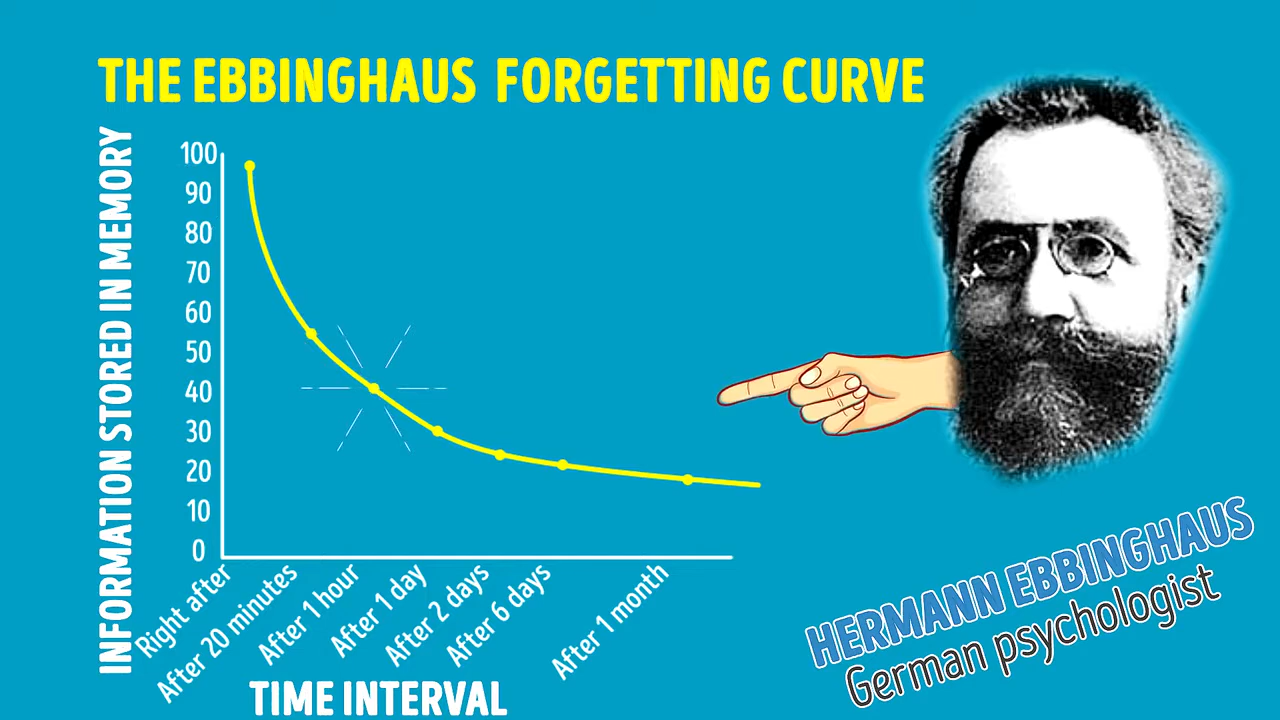 THE EBBINGHAUS FORGETTING CURVE
INFORMATION STORED IN MEMORY
100
90
80
70
60
50
40
30
20
10
0
Right after
After 20 minutes
After 1 hour
After 1 day
After 2 days
After 6 days
After 1 month
TIME INTERVAL
HERMANN EBBINGHAUS
German psychologist